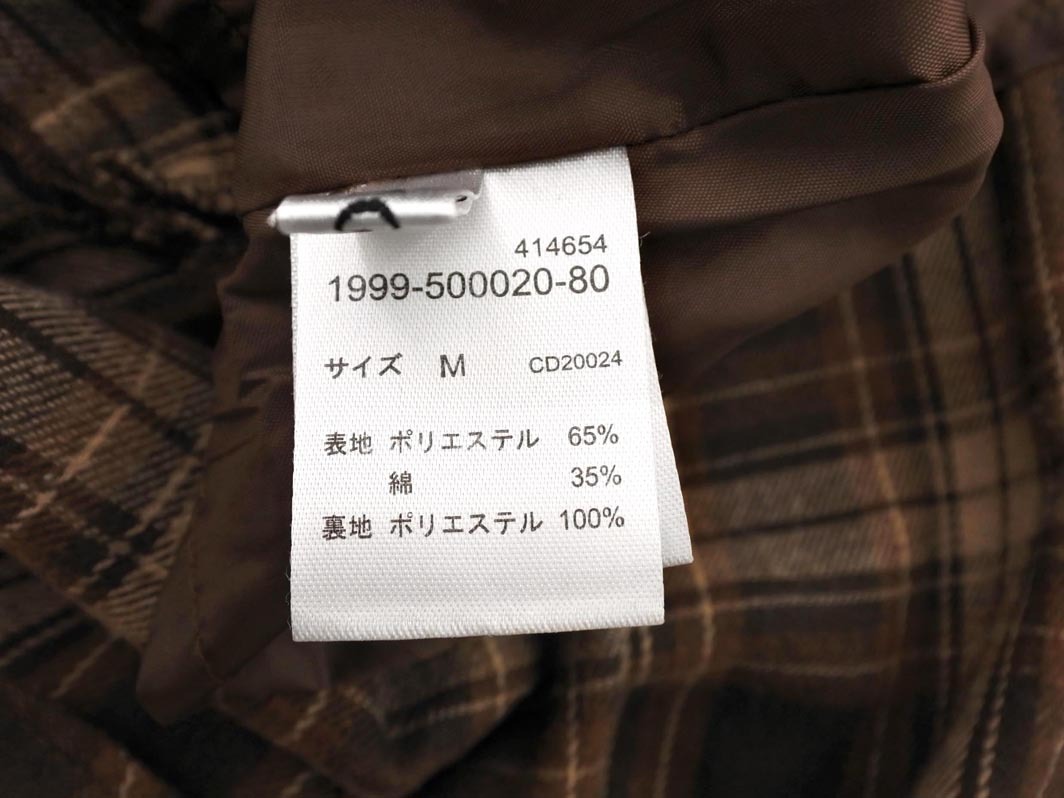 414654
1999-500020-80
サイズ M CD20024
表地 ポリエステル 65%
綿 35%
裏地 ポリエステル 100%